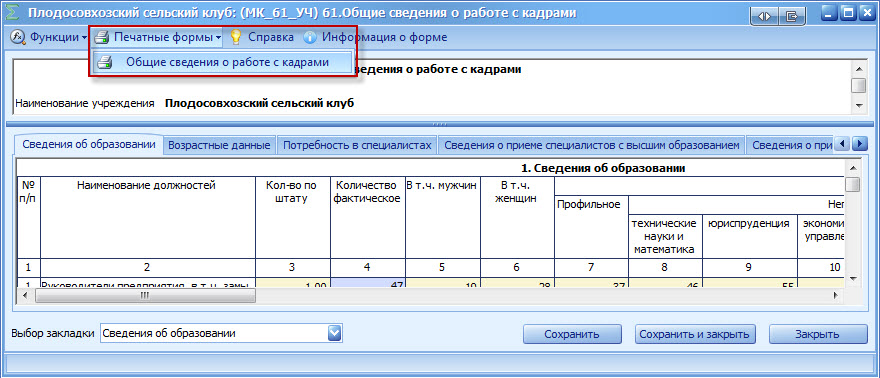 Плодосовхозский сельский клуб: (МК_61_УЧ) 61.Общие сведения о работе с кадрами
Функции Печатные формы Справка Информация о форме
Общие сведения о работе с кадрами
ведения о работе с кадрами
Наименование учреждения Плодосовхозский сельский клуб
Сведения об образовании Возрастные данные Потребность в специалистах Сведения о приеме специалистов с высшим образованием Сведения о при
1. Сведения об образовании
№ п/п
Наименование должностей
Кол-во по штату
Количество фактическое
В т.ч. мужчин
В т.ч. женщин
Профильное
Неп
технические науки и математика
юриспруденция
эконом
управле
1 2 3 4 5 6 7 8 9 10
1 Руководители предприятия, в т.ч. замы 1,00 47 19 28 37 46 55
Выбор закладки Сведения об образовании Сохранить Сохранить и закрыть Закрыть